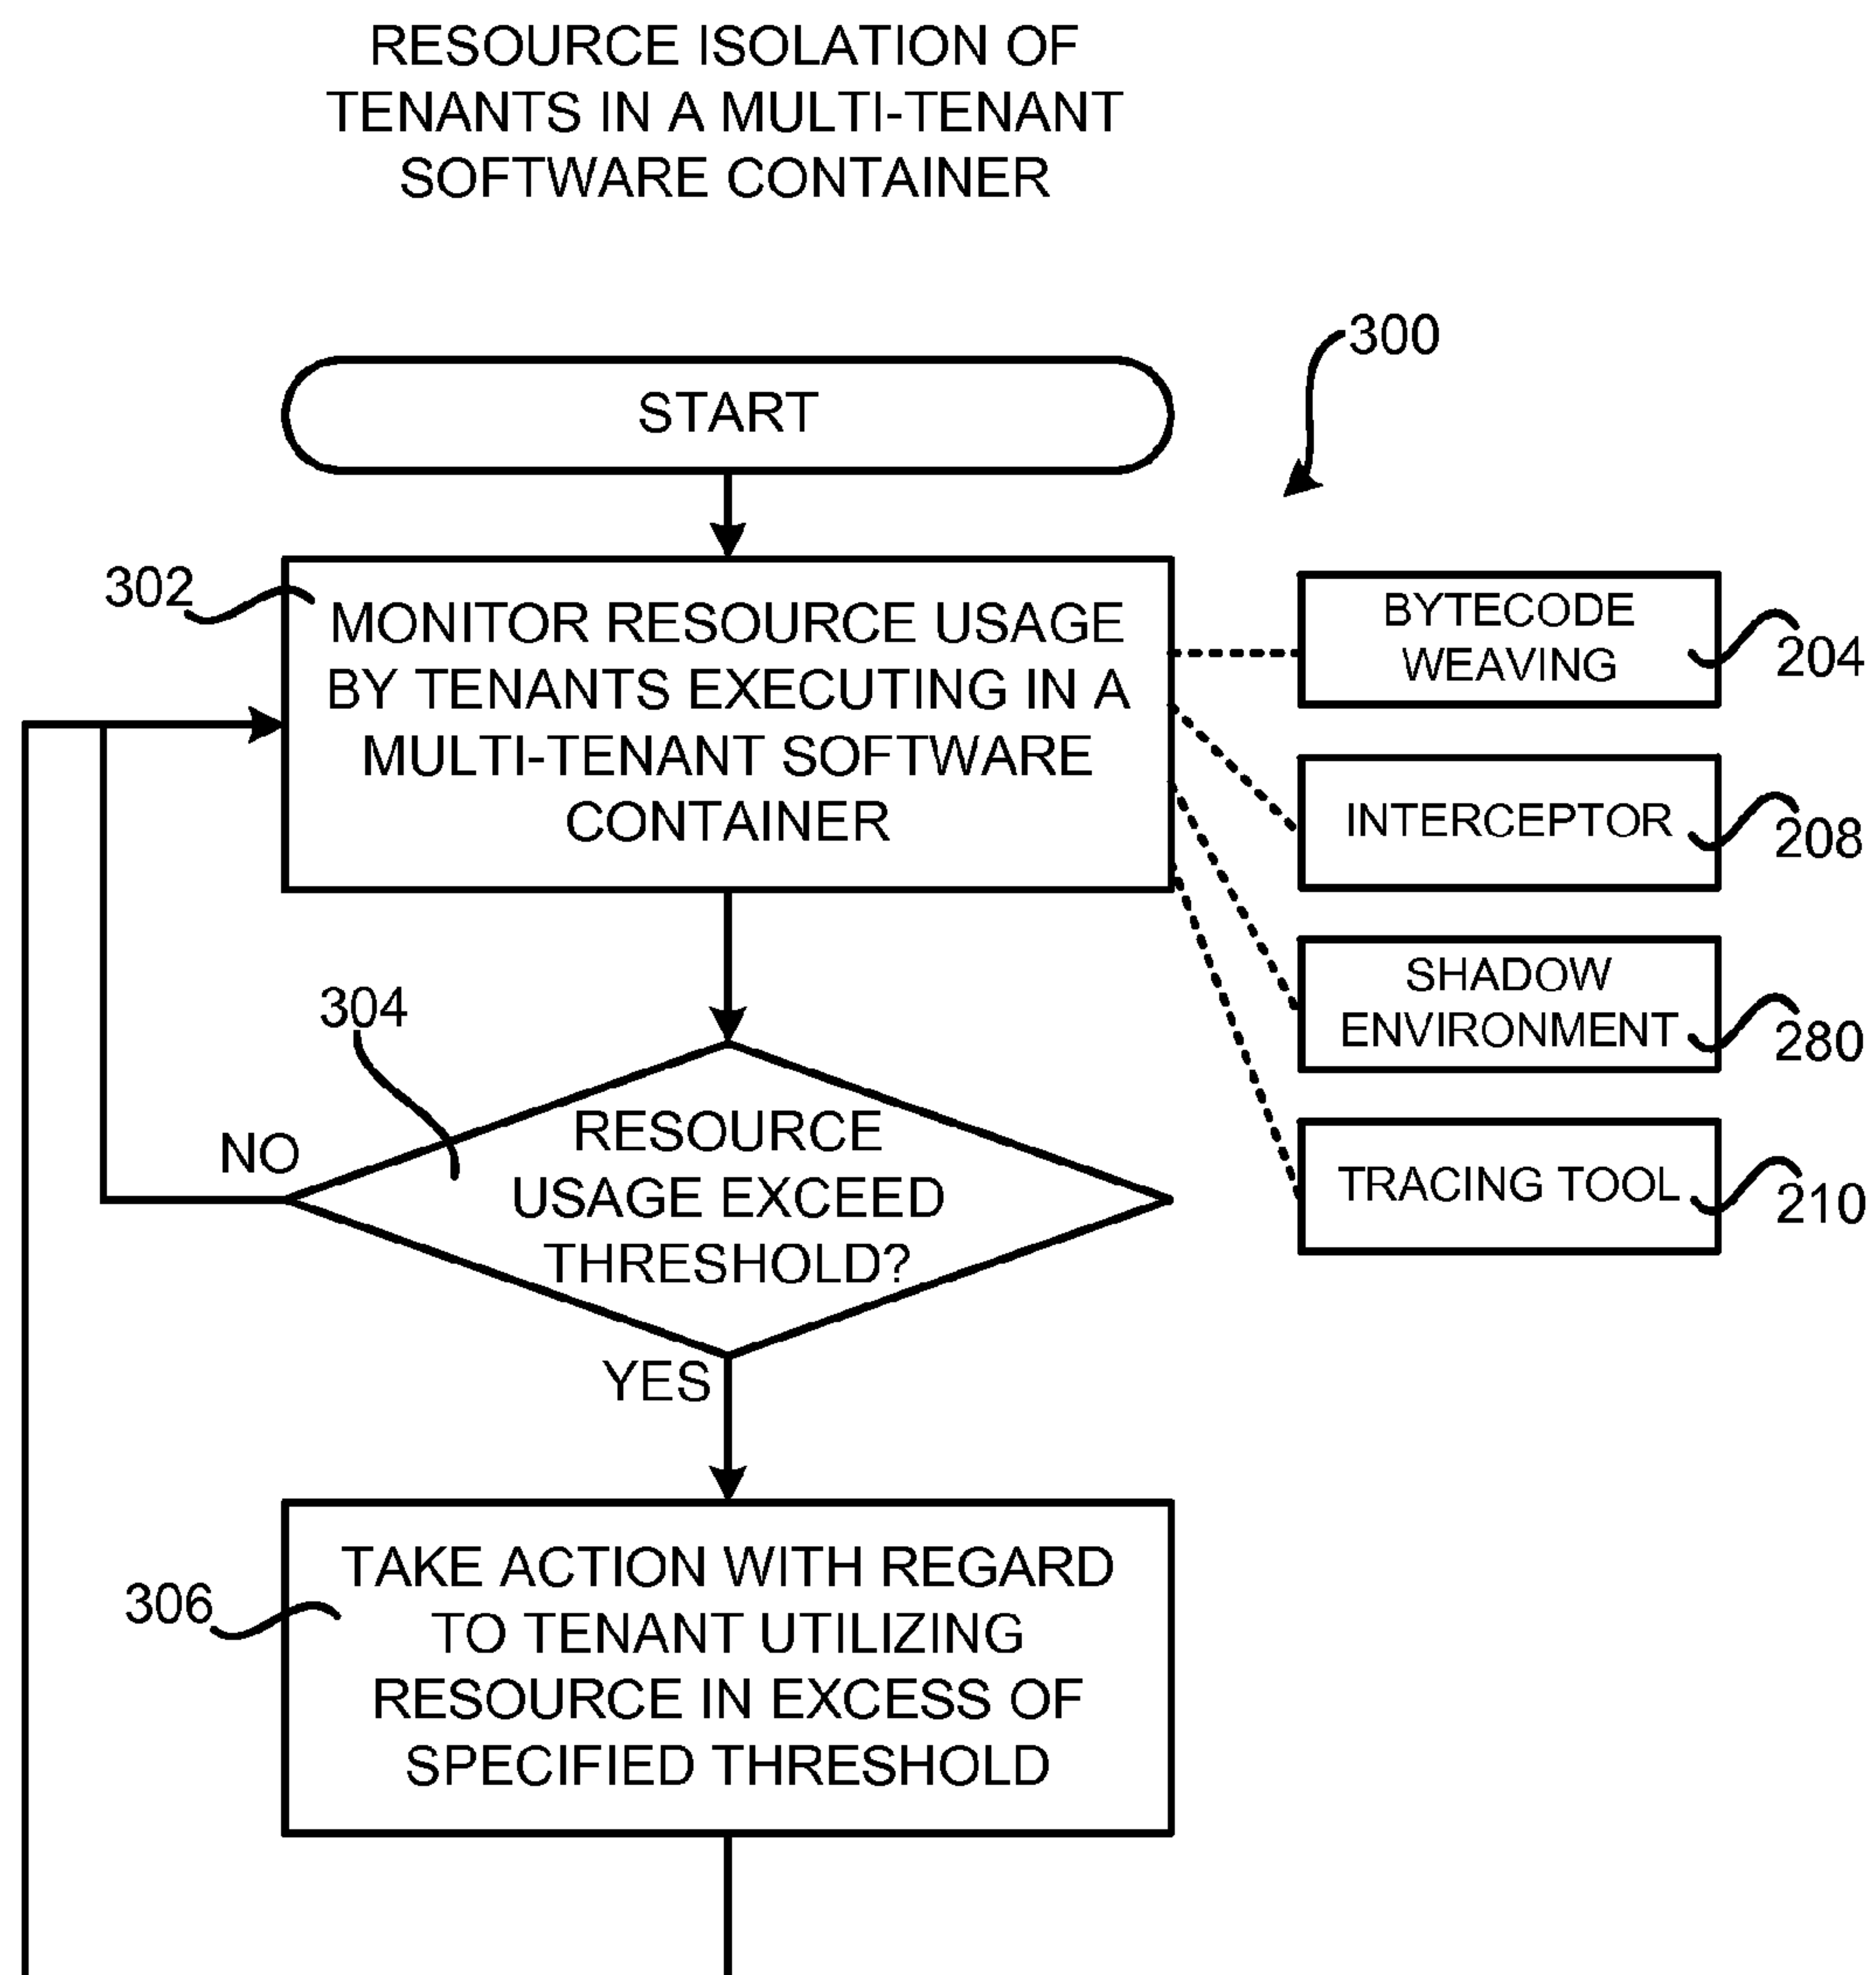 RESOURCE ISOLATION OF
TENANTS IN A MULTI-TENANT
SOFTWARE CONTAINER
300
START
302
MONITOR RESOURCE USAGE
BY TENANTS EXECUTING IN A
MULTI-TENANT SOFTWARE
CONTAINER
BYTECODE
WEAVING
204
INTERCEPTOR
208
SHADOW
ENVIRONMENT
280
TRACING TOOL
210
304
RESOURCE
USAGE EXCEED
THRESHOLD?
NO
YES
306
TAKE ACTION WITH REGARD
TO TENANT UTILIZING
RESOURCE IN EXCESS OF
SPECIFIED THRESHOLD